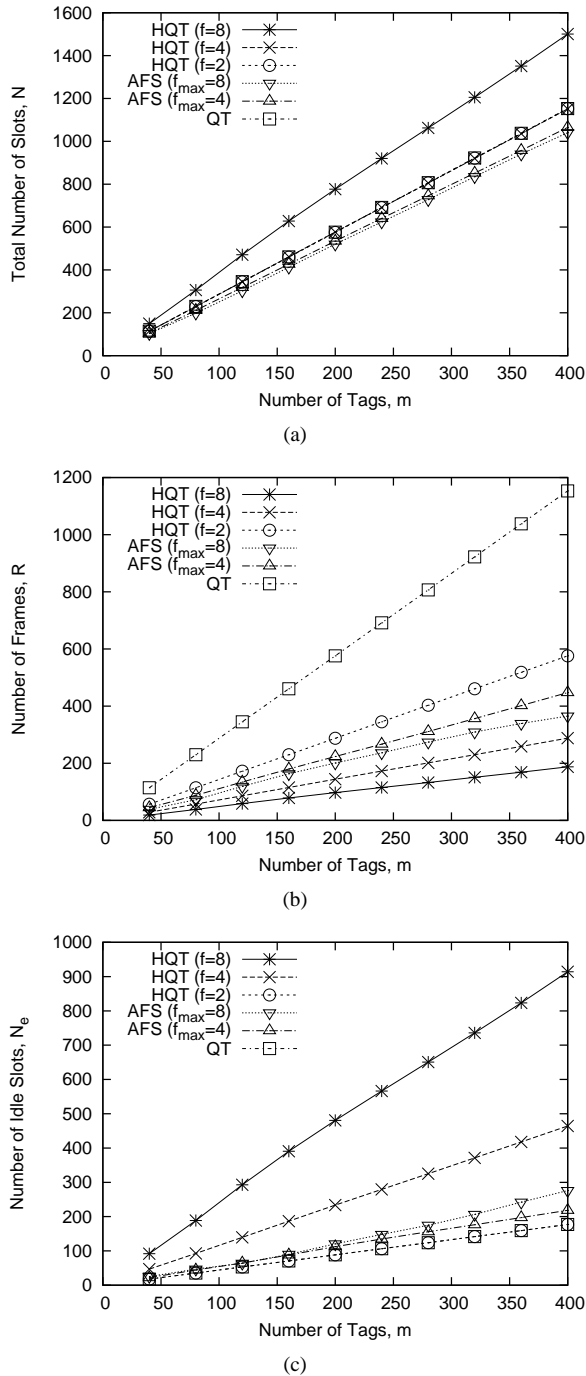 1600
1400
1200
1000
800
600
400
200
0
Total Number of Slots, N
HQT (f=8)
HQT (f=4)
HQT (f=2)
AFS (fmax=8)
AFS (fmax=4)
QT
50 100 150 200 250 300 350 400
Number of Tags, m
(a)
1200
1000
800
600
400
200
0
Number of Frames, R
HQT (f=8)
HQT (f=4)
HQT (f=2)
AFS (fmax=8)
AFS (fmax=4)
QT
50 100 150 200 250 300 350 400
Number of Tags, m
(b)
1000
900
800
700
600
500
400
300
200
100
0
Number of Idle Slots, N_e
HQT (f=8)
HQT (f=4)
HQT (f=2)
AFS (fmax=8)
AFS (fmax=4)
QT
50 100 150 200 250 300 350 400
Number of Tags, m
(c)